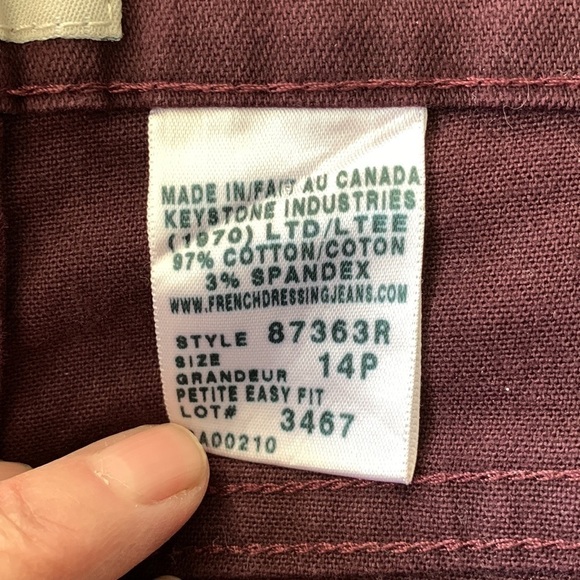 MADE IN/FAIT AU CANADA
KEYSTONE INDUSTRIES
(1970) LTD/LTEE
97% COTTON/COTON
3% SPANDEX
WWW.FRENCHDRESSINGJEANS.COM
STYLE 87363R
SIZE
GRANDEUR 14P
PETITE EASY FIT
LOT# 3467
A00210